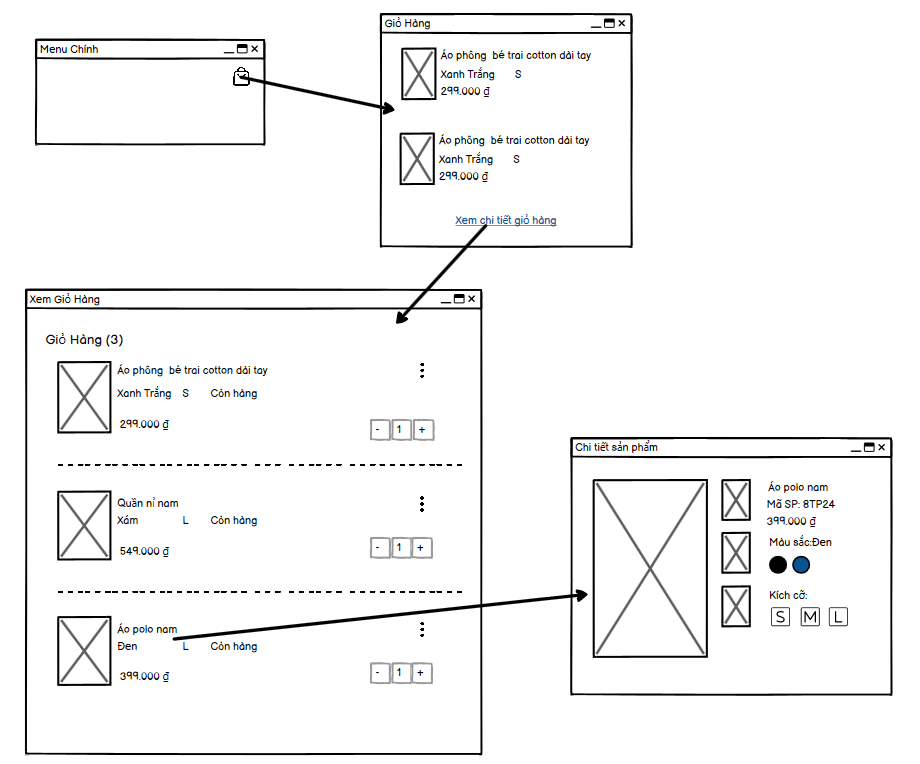 Menu Chính
Giỏ Hàng
Áo phông bé trai cotton dài tay
Xanh Trắng S
299.000 ₫
Áo phông bé trai cotton dài tay
Xanh Trắng S
299.000 ₫
Xem chi tiết giỏ hàng
Xem Giỏ Hàng
Giỏ Hàng (3)
Áo phông bé trai cotton dài tay
Xanh Trắng S Còn hàng
299.000 ₫
- 1 +
Quần nỉ nam
Xám L Còn hàng
549.000 ₫
- 1 +
Áo polo nam
Đen L Còn hàng
399.000 ₫
- 1 +
Chi tiết sản phẩm
Áo polo nam
Mã SP: 8TP24
399.000 ₫
Màu sắc:Đen
Kích cỡ:
S M L